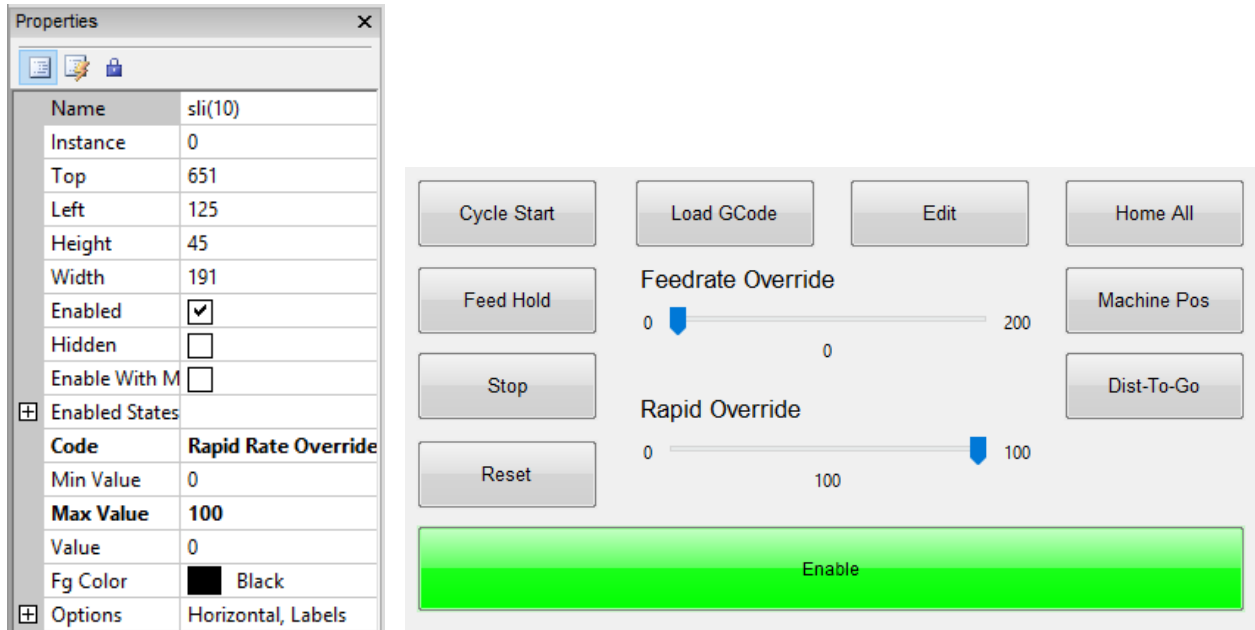 Properties
Name sli(10)
Instance 0
Top 651
Left 125
Height 45
Width 191
Enabled
Hidden
Enable With M
Enabled States
Code Rapid Rate Override
Min Value 0
Max Value 100
Value 0
Fg Color Black
Options Horizontal, Labels
Cycle Start Load GCode Edit Home All
Feed Hold Feedrate Override Machine Pos
0 200
0
Stop Dist-To-Go
Rapid Override
0 100
Reset 100
Enable